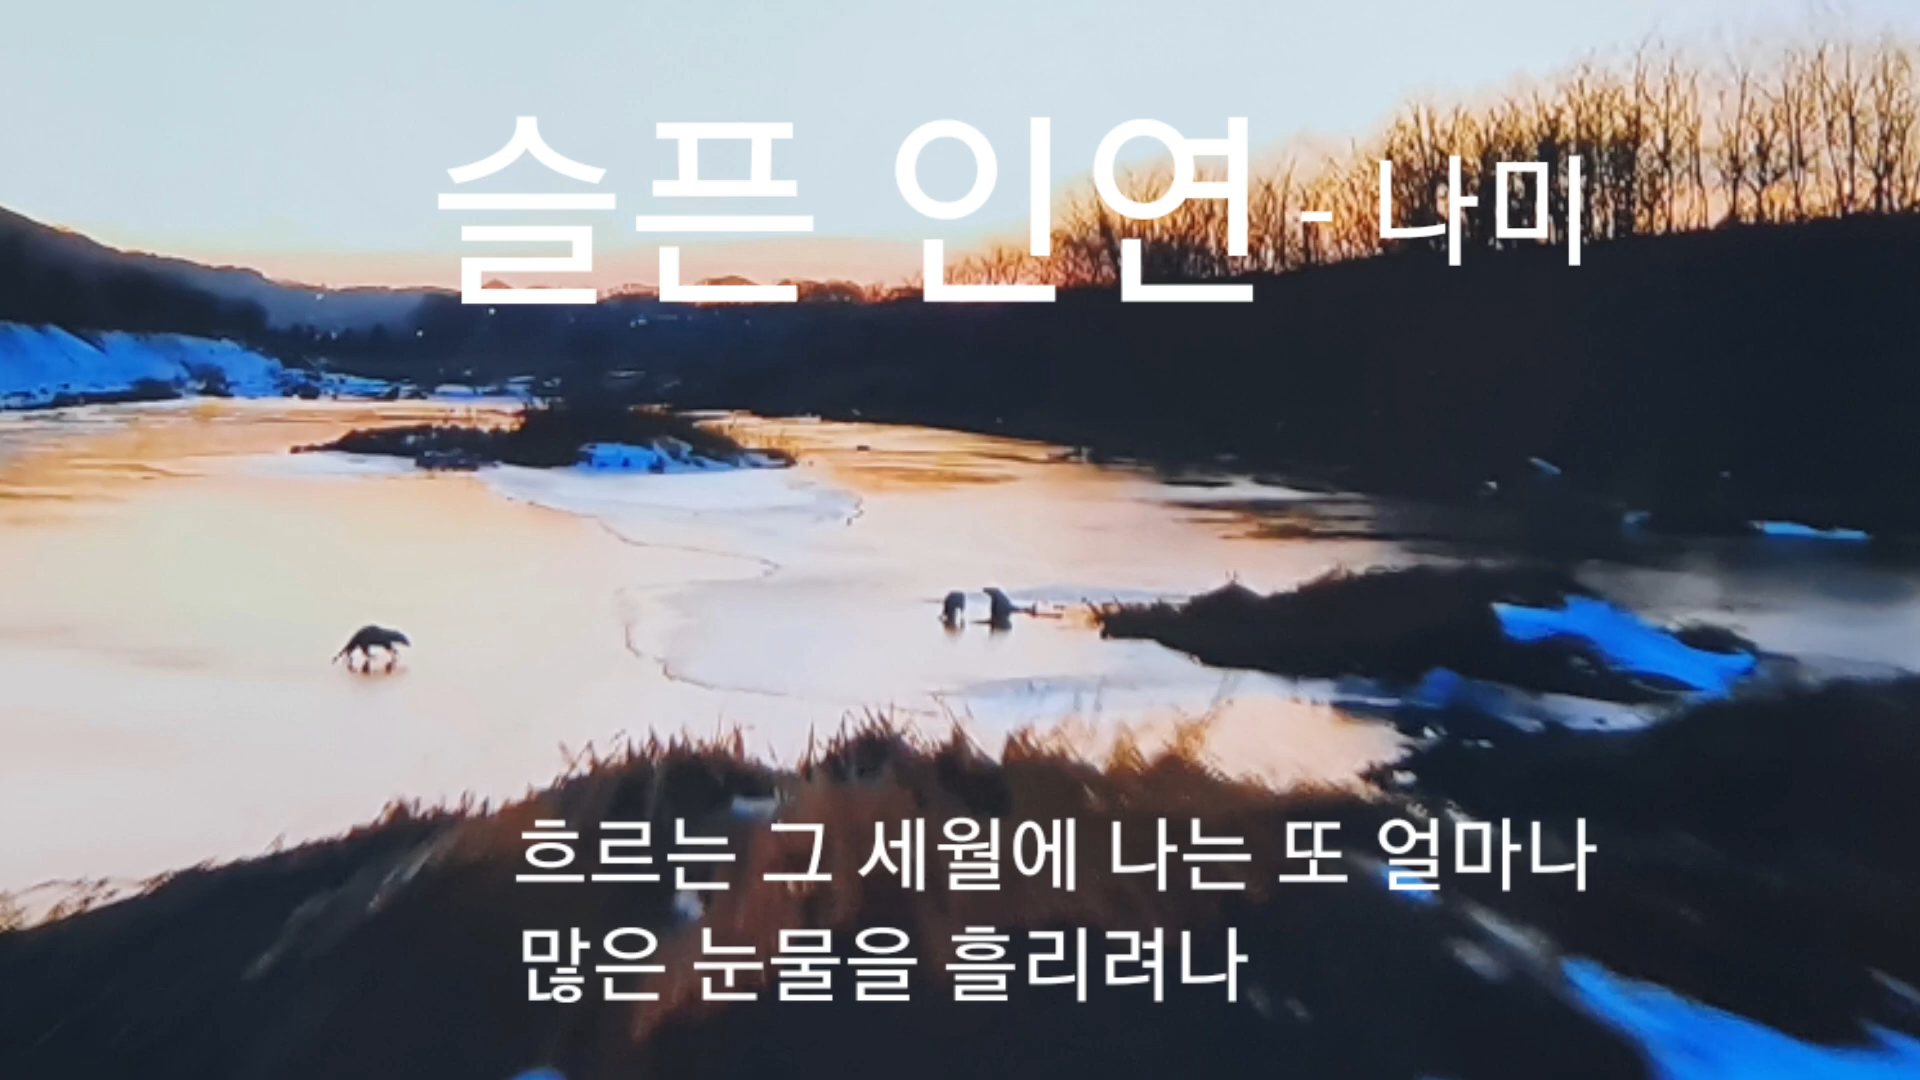 슬픈 인연 - 나미
흐르는 그 세월에 나는 또 얼마나
많은 눈물을 흘리려나